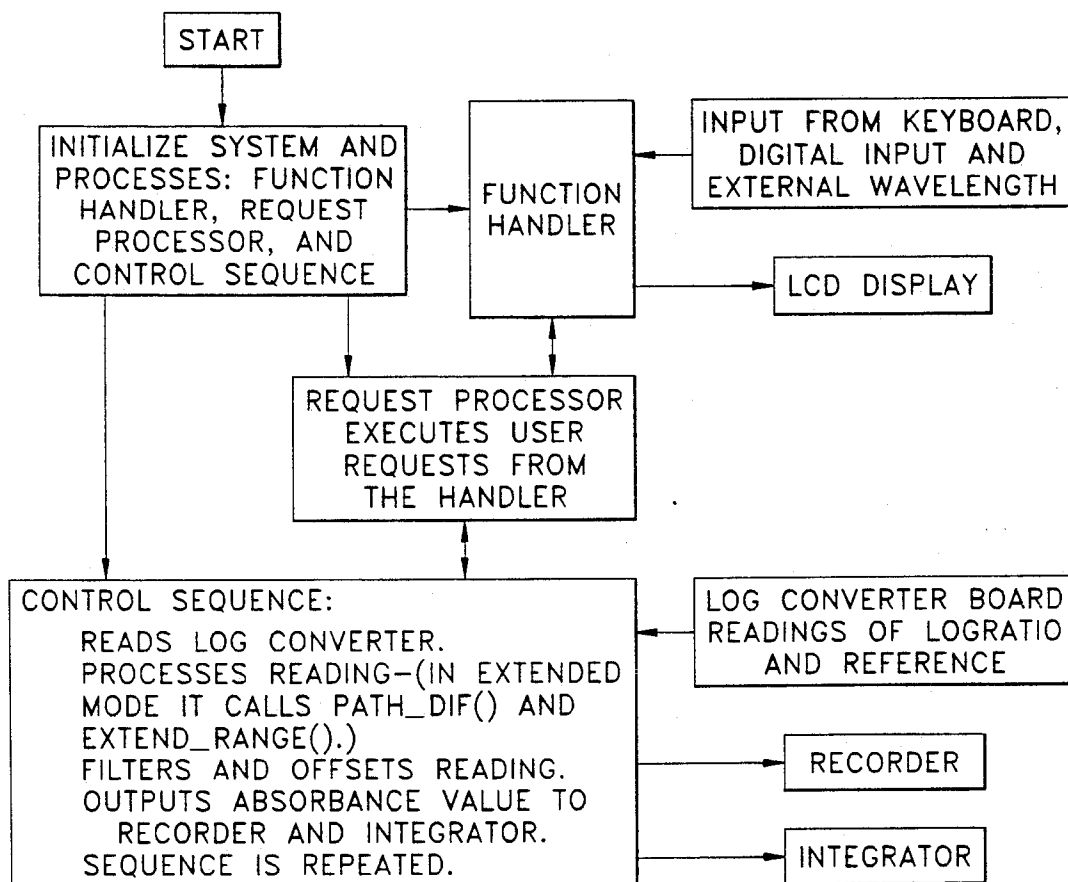 START
INITIALIZE SYSTEM AND
PROCESSES: FUNCTION
HANDLER, REQUEST
PROCESSOR, AND
CONTROL SEQUENCE
FUNCTION
HANDLER
INPUT FROM KEYBOARD,
DIGITAL INPUT AND
EXTERNAL WAVELENGTH
LCD DISPLAY
REQUEST PROCESSOR
EXECUTES USER
REQUESTS FROM
THE HANDLER
CONTROL SEQUENCE:
READS LOG CONVERTER.
PROCESSES READING-(IN EXTENDED
MODE IT CALLS PATH_DIF() AND
EXTEND_RANGE().)
FILTERS AND OFFSETS READING.
OUTPUTS ABSORBANCE VALUE TO
RECORDER AND INTEGRATOR.
SEQUENCE IS REPEATED.
LOG CONVERTER BOARD
READINGS OF LOGRATIO
AND REFERENCE
RECORDER
INTEGRATOR